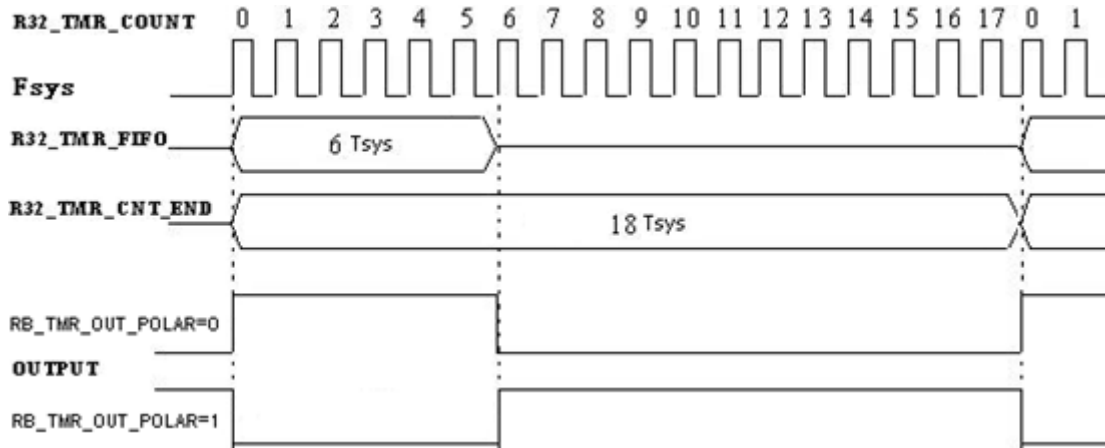 R32_TMR_COUNT 0 1 2 3 4 5 6 7 8 9 10 11 12 13 14 15 16 17 0 1
Fsys
R32_TMR_FIFO 6 Tsys
R32_TMR_CNT_END 18 Tsys
RB_TMR_OUT_POLAR=0
OUTPUT
RB_TMR_OUT_POLAR=1